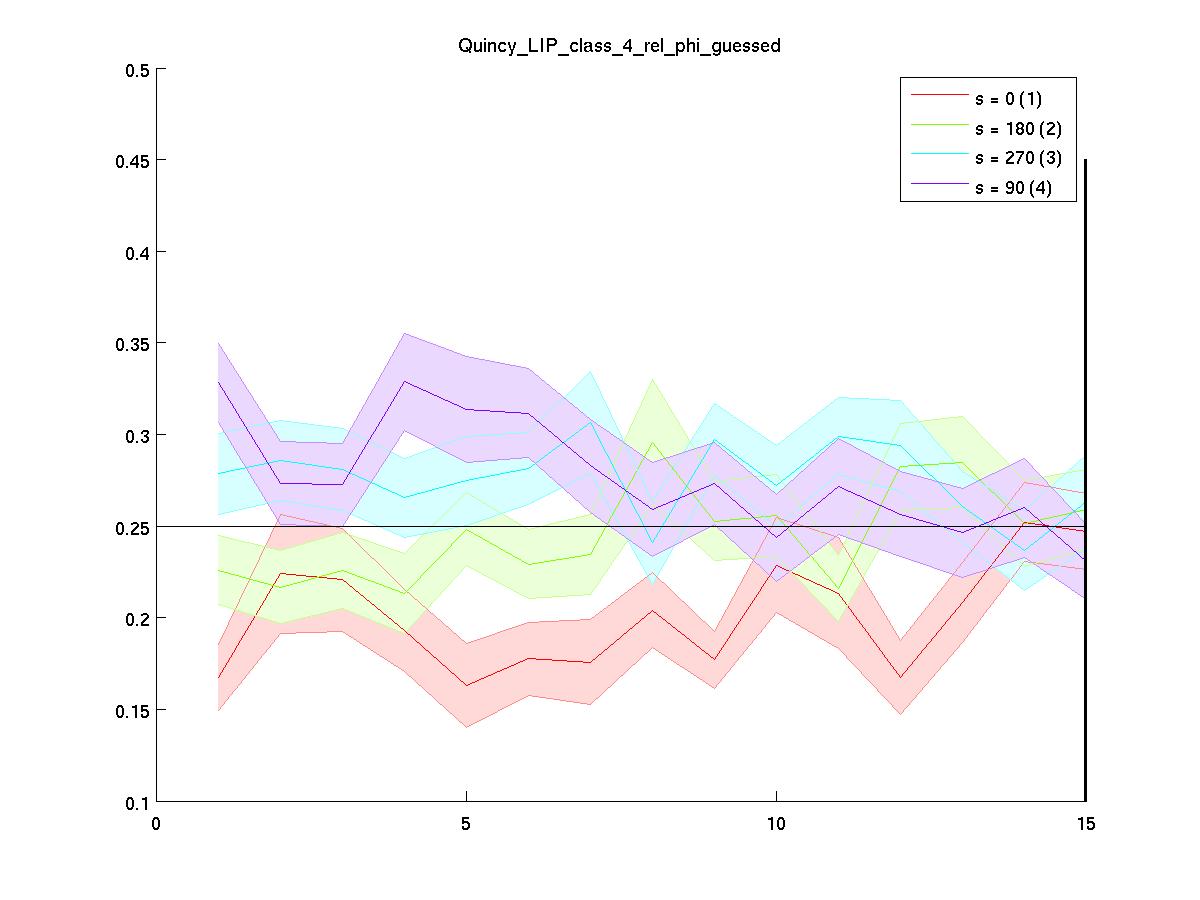 Quincy_LIP_class_4_rel_phi_guessed
0.5
0.45
0.4
0.35
0.3
0.25
0.2
0.15
0.1
0
5
10
15
s = 0 (1)
s = 180 (2)
s = 270 (3)
s = 90 (4)